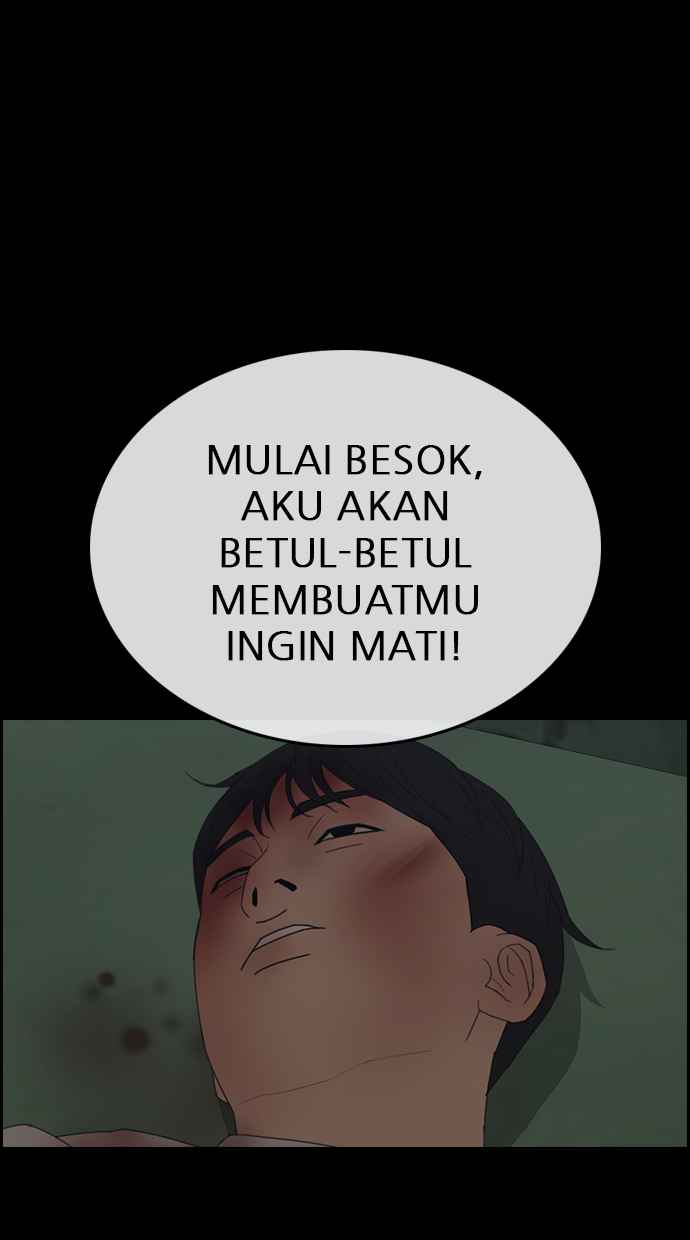 MULAI BESOK,
AKU AKAN
BETUL-BETUL
MEMBUATMU
INGIN MATI!